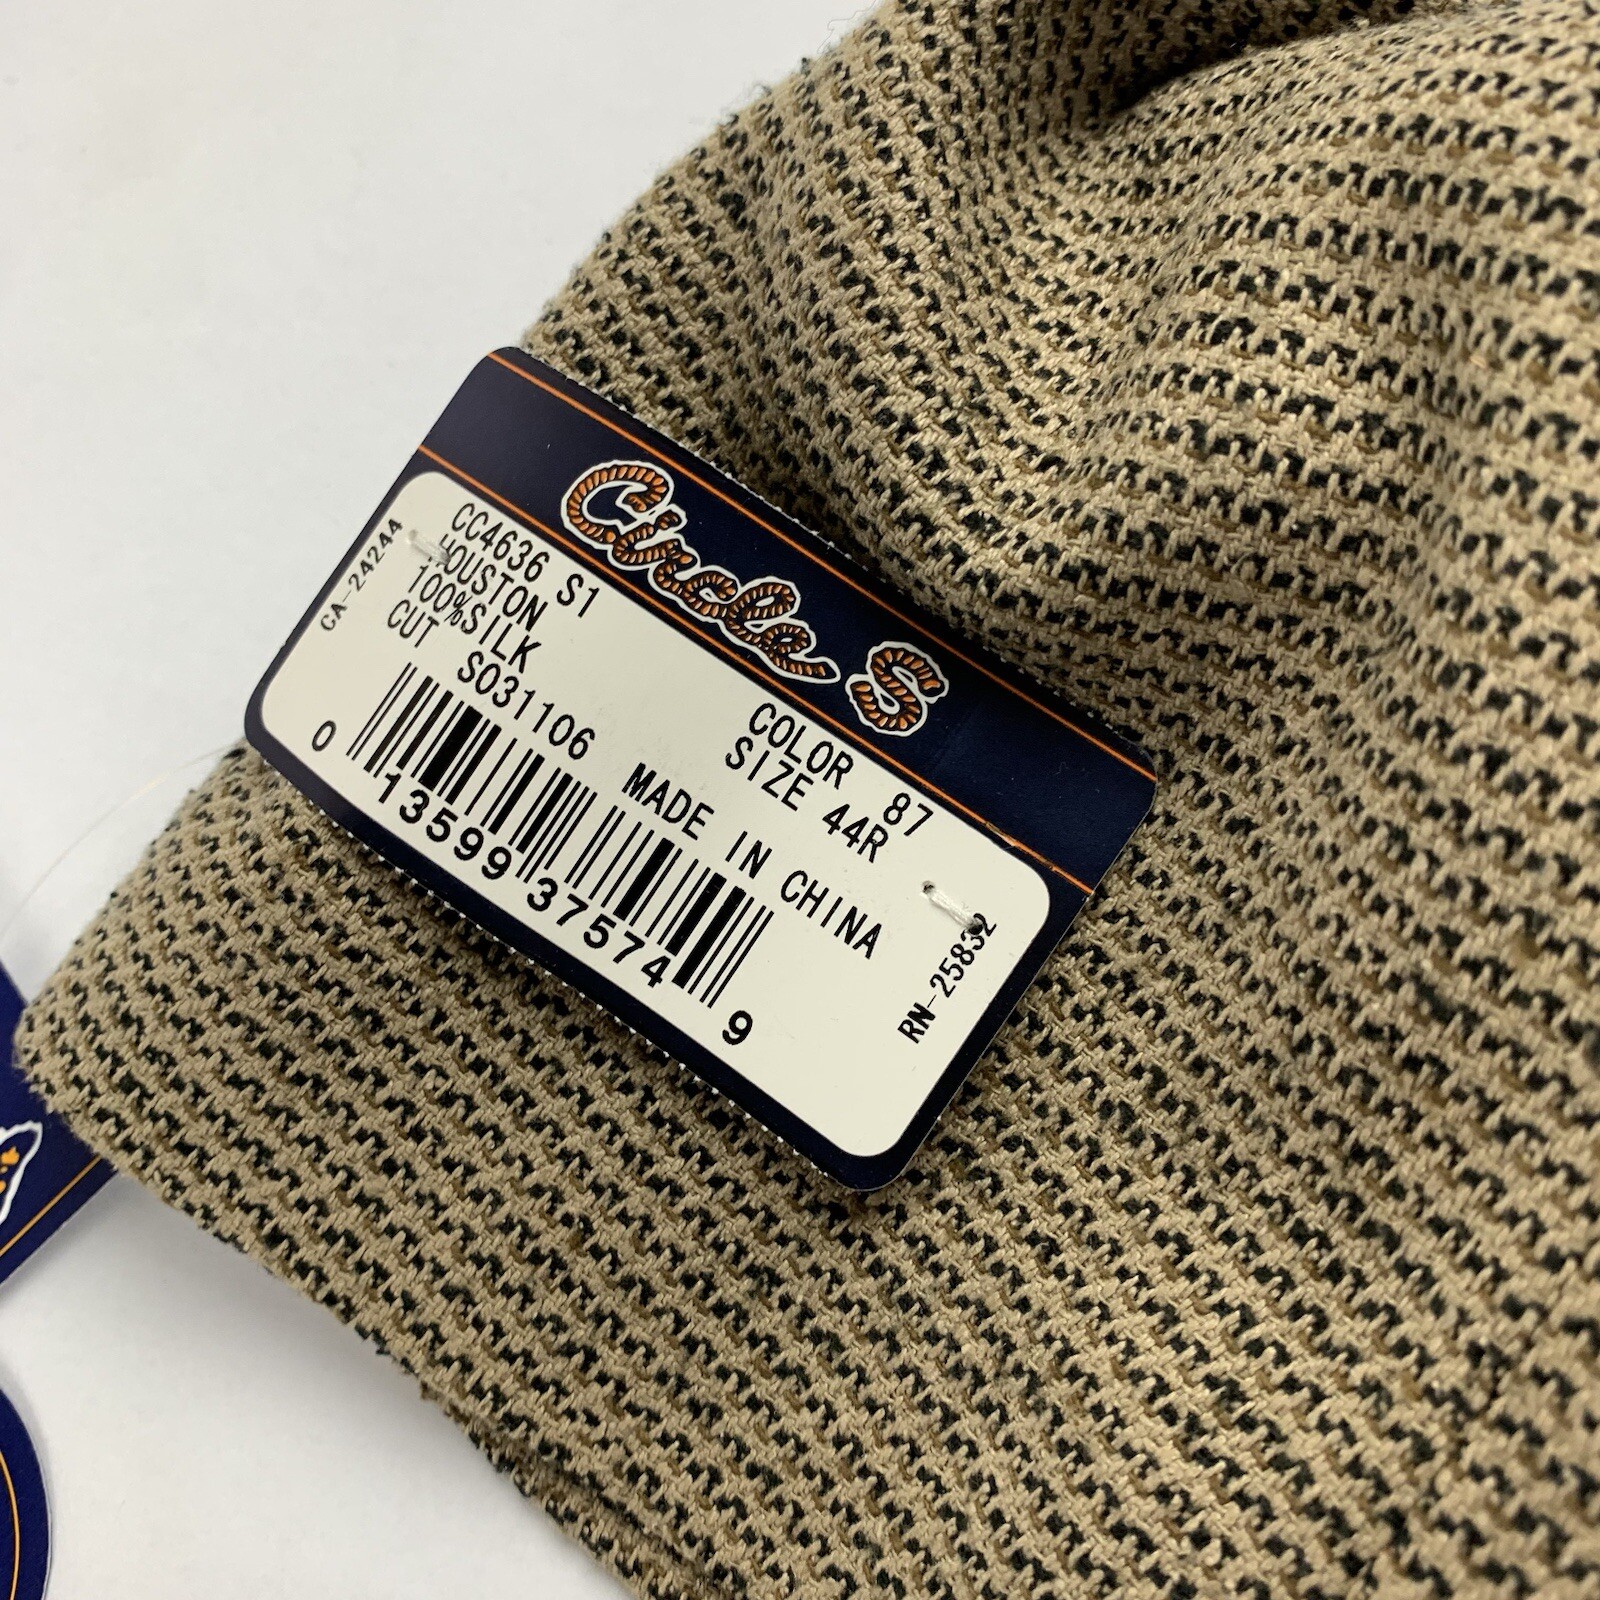 Circle S
CC4636 S1
HOUSTON
100%SILK
CUT S031106
COLOR 87
SIZE 44R
MADE IN CHINA
CA-24244
RN-25832
0 13599 37574 9